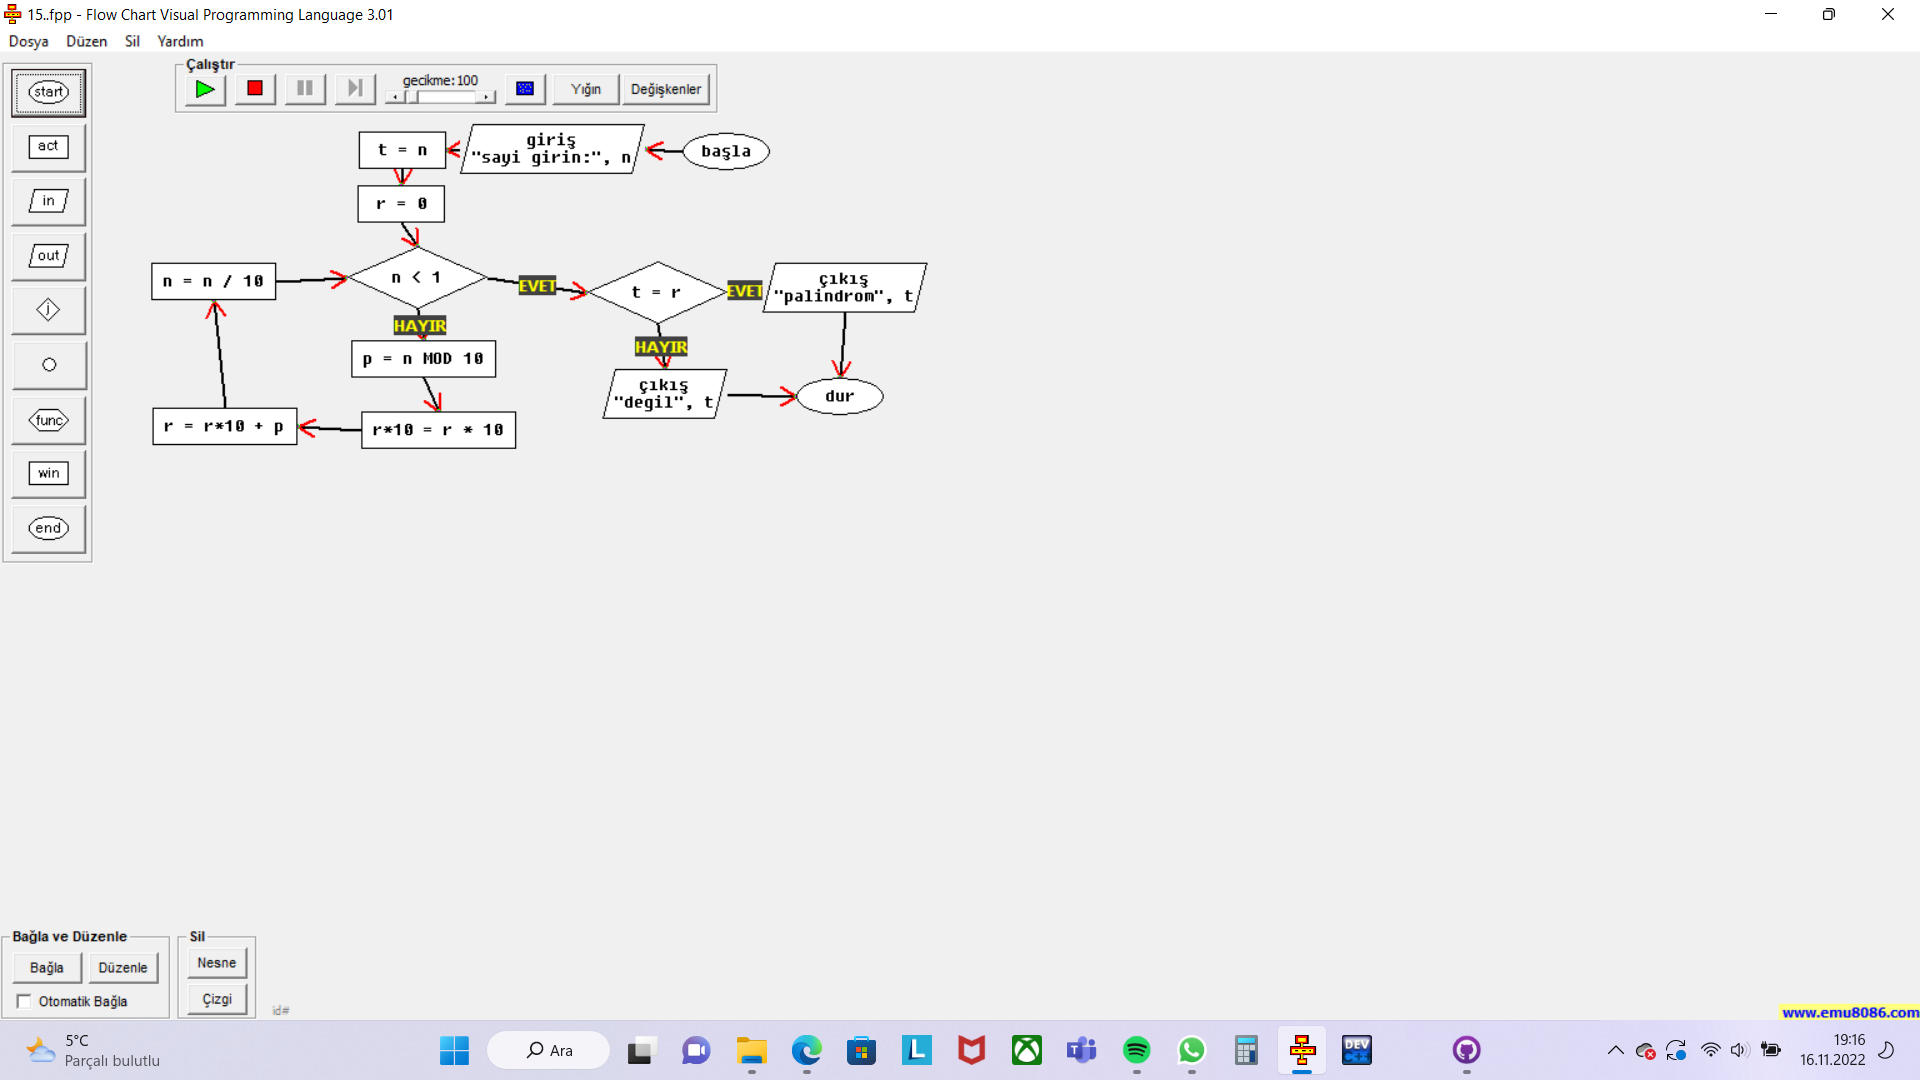 15..fpp - Flow Chart Visual Programming Language 3.01
Dosya Düzen Sil Yardım
Çalıştır
gecikme:100
Yığın
Değişkenler
start
act
in
out
j
func
win
end
başla
giriş
"sayi girin:", n
t = n
r = 0
n < 1
EVET
HAYIR
n = n / 10
p = n MOD 10
r*10 = r * 10
r = r*10 + p
t = r
EVET
HAYIR
çıkış
"palindrom", t
çıkış
"degil", t
dur
Bağla ve Düzenle
Bağla
Düzenle
Otomatik Bağla
Sil
Nesne
Çizgi
id#
www.emu8086.com
5°C
Parçalı bulutlu
Ara
L
DEV
C++
19:16
16.11.2022